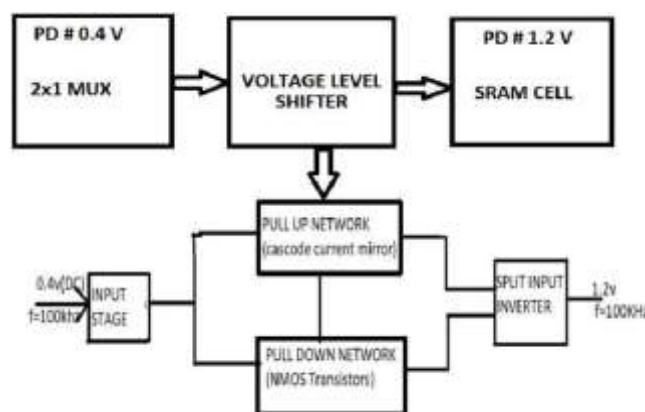 PD # 0.4 V
2x1 MUX
VOLTAGE LEVEL
SHIFTER
PD # 1.2 V
SRAM CELL
PULL UP NETWORK
(cascode current mirror)
0.4v(DC)
f=100khz
INPUT
STAGE
SPLIT INPUT
INVERTER
1.2v
f=100KHz
PULL DOWN NETWORK
(NMOS Transistors)